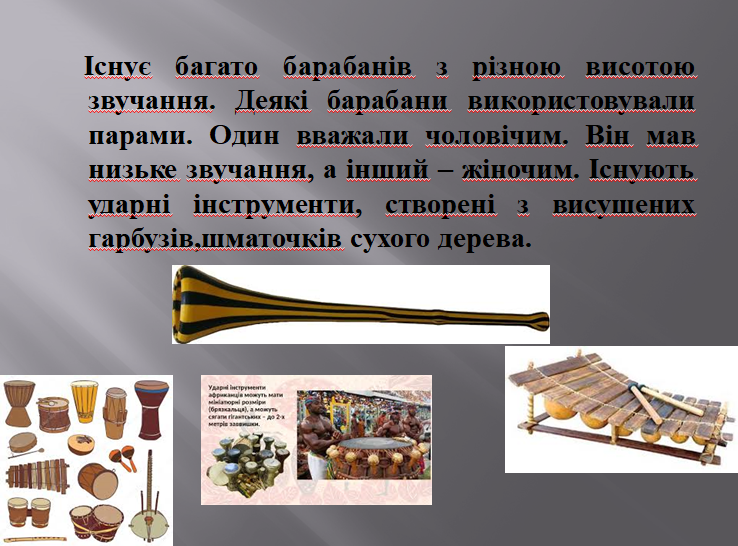 Існує багато барабанів з різною висотою
звучання. Деякі барабани використовували
парами. Один вважали чоловічим. Він мав
низьке звучання, а інший – жіночим. Існують
ударні інструменти, створені з висушених
гарбузів,шматочків сухого дерева.
Ударні інструменти
африканців можуть мати
мініатюрні розміри
(брязкальця), а можуть
сягати гігантських – до 2-х
метрів заввишки.